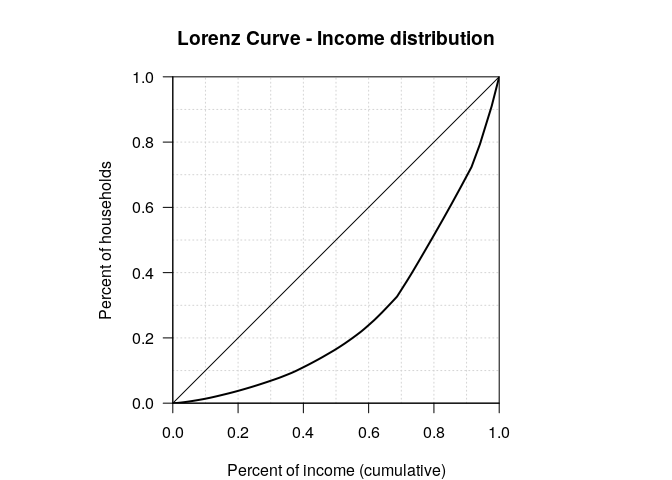 Lorenz Curve - Income distribution
1.0
0.8
0.6
0.4
0.2
0.0
Percent of households
0.0 0.2 0.4 0.6 0.8 1.0
Percent of income (cumulative)